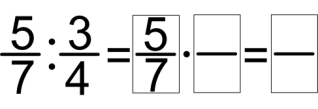 5/7 : 3/4 = 5/7 · — = —